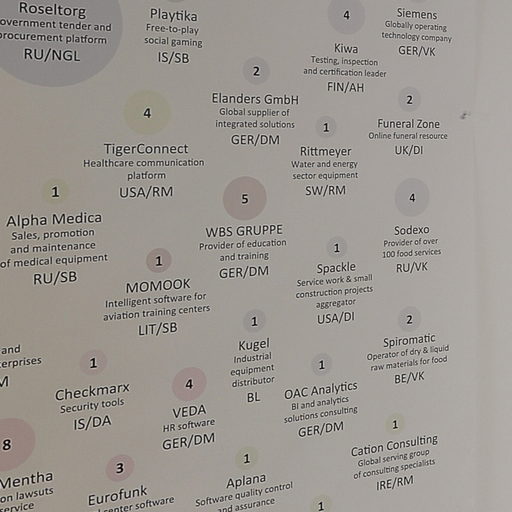 Roseltorg
overnment tender and
procurement platform
RU/NGL
Playtika
Free-to-play
social gaming
IS/SB
4
Kiwa
Testing, inspection
and certification leader
FIN/AH
Siemens
Globally operating
technology company
GER/VK
2
Elanders GmbH
Global supplier of
integrated solutions
GER/DM
2
Funeral Zone
Online funeral resource
UK/DI
4
TigerConnect
Healthcare communication
platform
USA/RM
1
Rittmeyer
Water and energy
sector equipment
SW/RM
1
Alpha Medica
Sales, promotion
and maintenance
of medical equipment
RU/SB
5
WBS GRUPPE
Provider of education
and training
GER/DM
4
Sodexo
Provider of over
100 food services
RU/VK
1
MOMOOK
Intelligent software for
aviation training centers
LIT/SB
1
Spackle
Service work & small
construction projects
aggregator
USA/DI
and
erprises
M
1
Checkmarx
Security tools
IS/DA
1
Kugel
Industrial
equipment
distributor
BL
2
Spiromatic
Operator of dry & liquid
raw materials for food
BE/VK
4
VEDA
HR software
GER/DM
1
OAC Analytics
BI and analytics
solutions consulting
GER/DM
8
Mentha
on lawsuits
service
3
Eurofunk
center software
1
Aplana
Software quality control
and assurance
1
Cation Consulting
Global serving group
of consulting specialists
IRE/RM
1